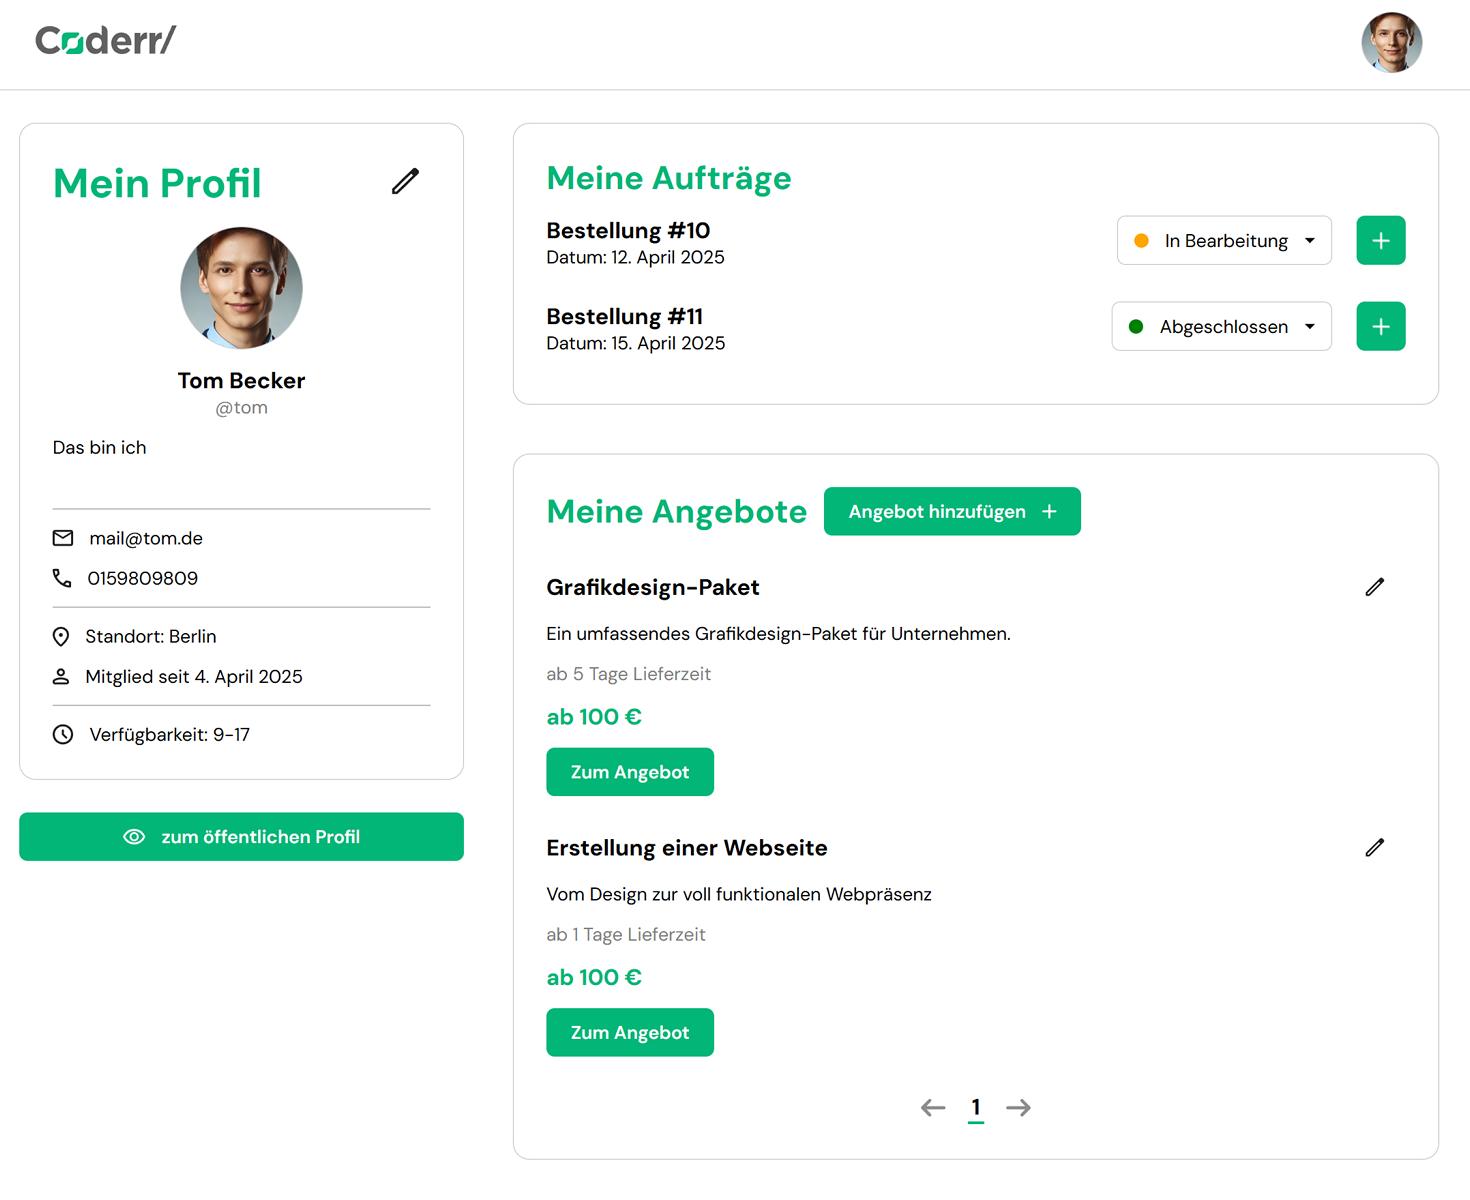 Coderr/
Mein Profil
Tom Becker
@tom
Das bin ich
mail@tom.de
0159809809
Standort: Berlin
Mitglied seit 4. April 2025
Verfügbarkeit: 9-17
zum öffentlichen Profil
Meine Aufträge
Bestellung #10
Datum: 12. April 2025
In Bearbeitung
Bestellung #11
Datum: 15. April 2025
Abgeschlossen
Meine Angebote
Angebot hinzufügen +
Grafikdesign-Paket
Ein umfassendes Grafikdesign-Paket für Unternehmen.
ab 5 Tage Lieferzeit
ab 100 €
Zum Angebot
Erstellung einer Webseite
Vom Design zur voll funktionalen Webpräsenz
ab 1 Tage Lieferzeit
ab 100 €
Zum Angebot
1